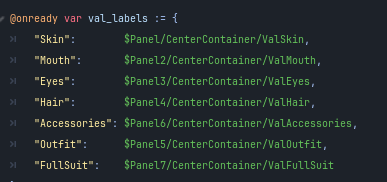 @onready var val_labels := {
"Skin": $Panel/CenterContainer/ValSkin,
"Mouth": $Panel2/CenterContainer/ValMouth,
"Eyes": $Panel3/CenterContainer/ValEyes,
"Hair": $Panel4/CenterContainer/ValHair,
"Accessories": $Panel6/CenterContainer/ValAccessories,
"Outfit": $Panel5/CenterContainer/ValOutfit,
"FullSuit": $Panel7/CenterContainer/ValFullSuit